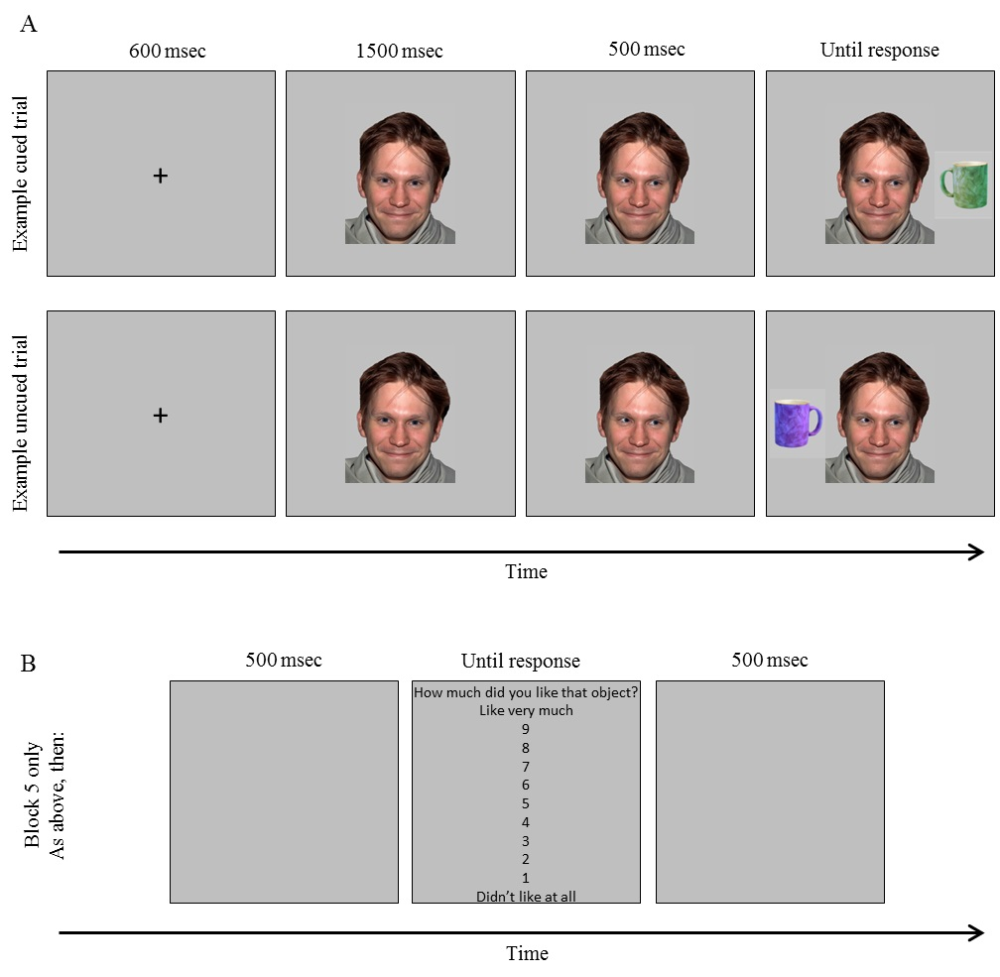 A
600 msec
1500 msec
500 msec
Until response
Example cued trial
+
Example uncued trial
+
Time
B
500 msec
Until response
500 msec
Block 5 only
As above, then:
How much did you like that object?
Like very much
9
8
7
6
5
4
3
2
1
Didn’t like at all
Time